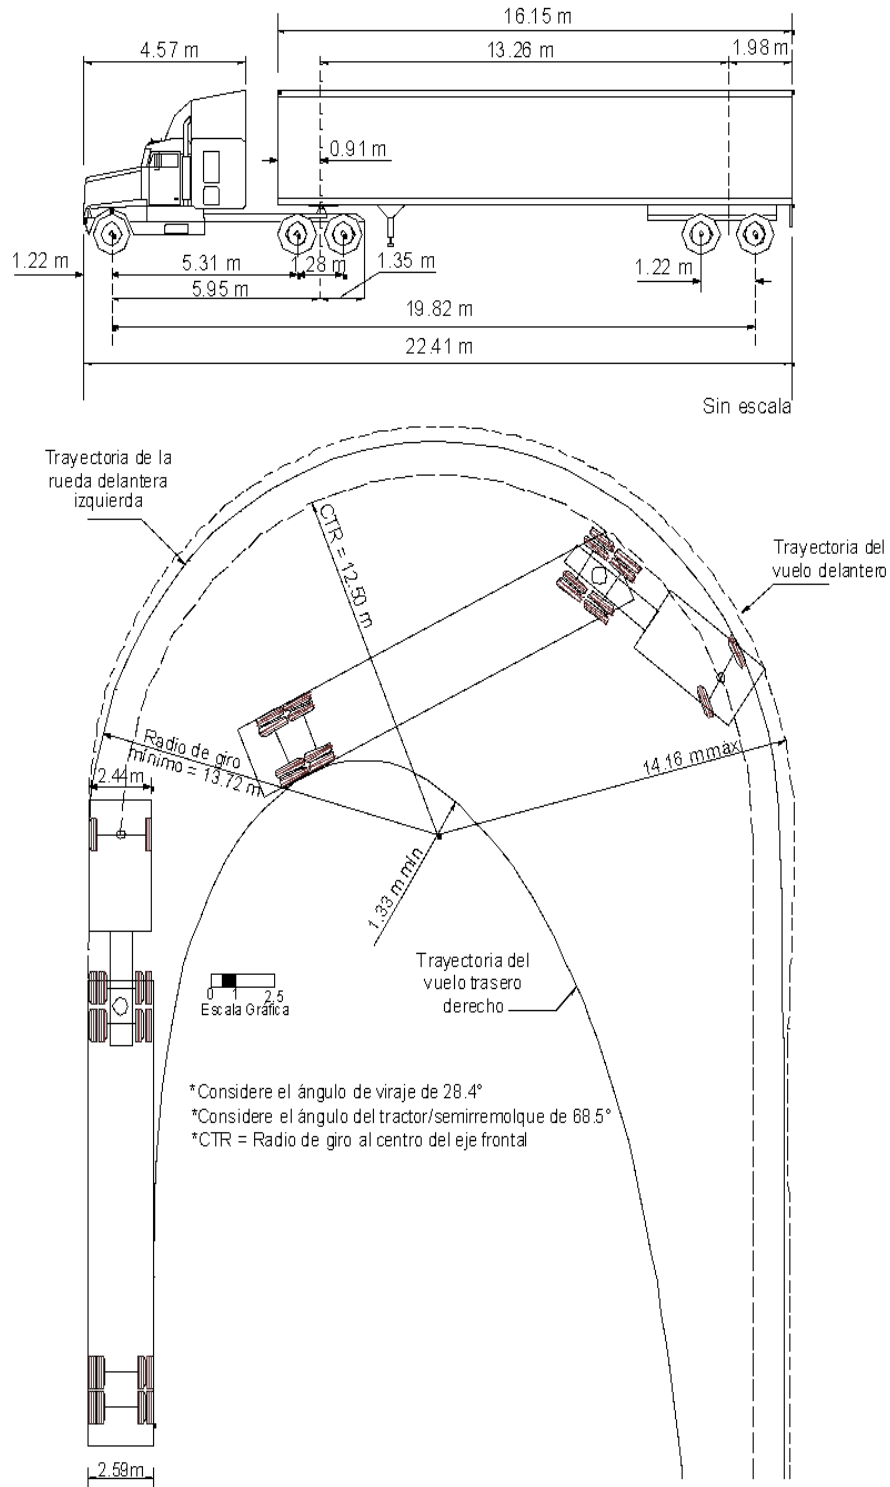 16.15 m
4.57 m
13.26 m
1.98 m
0.91 m
1.22 m
5.31 m
1.28 m
1.35 m
1.22 m
5.95 m
19.82 m
22.41 m
Sin escala
Trayectoria de la
rueda delantera
izquierda
CTR = 12.50 m
Trayectoria del
vuelo delantero
Radio de giro
mínimo = 13.72 m
14.16 m máx
2.44m
1.33 m mín
Trayectoria del
vuelo trasero
derecho
0 1 2.5
Escala Gráfica
*Considere el ángulo de viraje de 28.4°
*Considere el ángulo del tractor/semirremolque de 68.5°
*CTR = Radio de giro al centro del eje frontal
2.59m